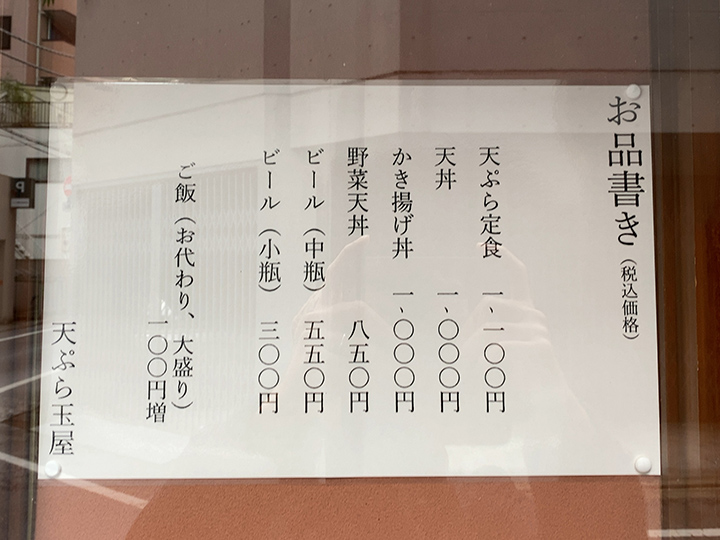 お品書き（税込価格）
天ぷら定食 一、一〇〇円
天丼 一、〇〇〇円
かき揚げ丼 一、〇〇〇円
野菜天丼 八五〇円
ビール（中瓶） 五五〇円
ビール（小瓶） 三〇〇円
ご飯（お代わり、大盛り）
一〇〇円増
天ぷら玉屋
P